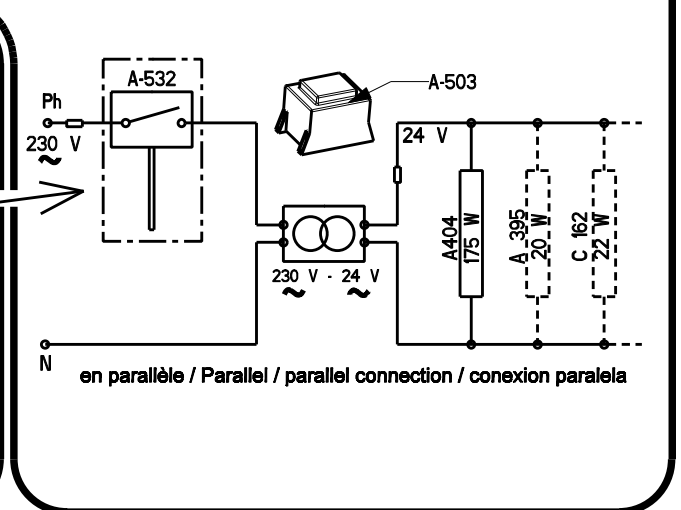 A-532
Ph
230 V
~
A-503
24 V
230 V - 24 V
~ ~
A404
175 W
A 395
20 W
C 162
22 W
N
en parallèle / Parallel / parallel connection / conexion paralela